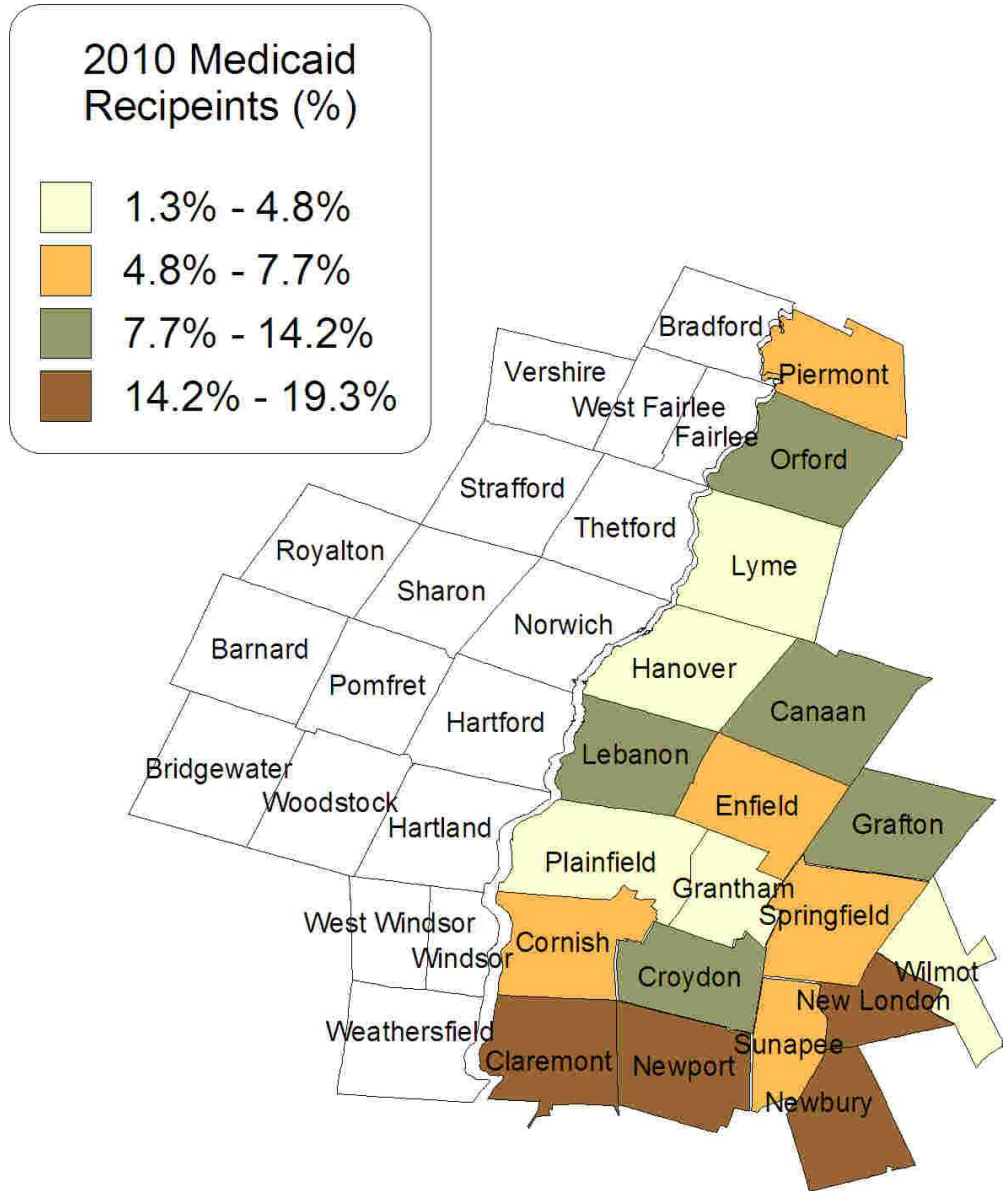 2010 Medicaid
Recipeints (%)
1.3% - 4.8%
4.8% - 7.7%
7.7% - 14.2%
14.2% - 19.3%
Bradford
Piermont
Vershire
West Fairlee
Fairlee
Orford
Strafford
Thetford
Royalton
Lyme
Sharon
Norwich
Barnard
Hanover
Pomfret
Canaan
Hartford
Lebanon
Bridgewater
Woodstock
Enfield
Hartland
Grafton
Plainfield
Grantham
Springfield
West Windsor
Cornish
Windsor
Wilmot
Croydon
New London
Weathersfield
Sunapee
Claremont
Newport
Newbury